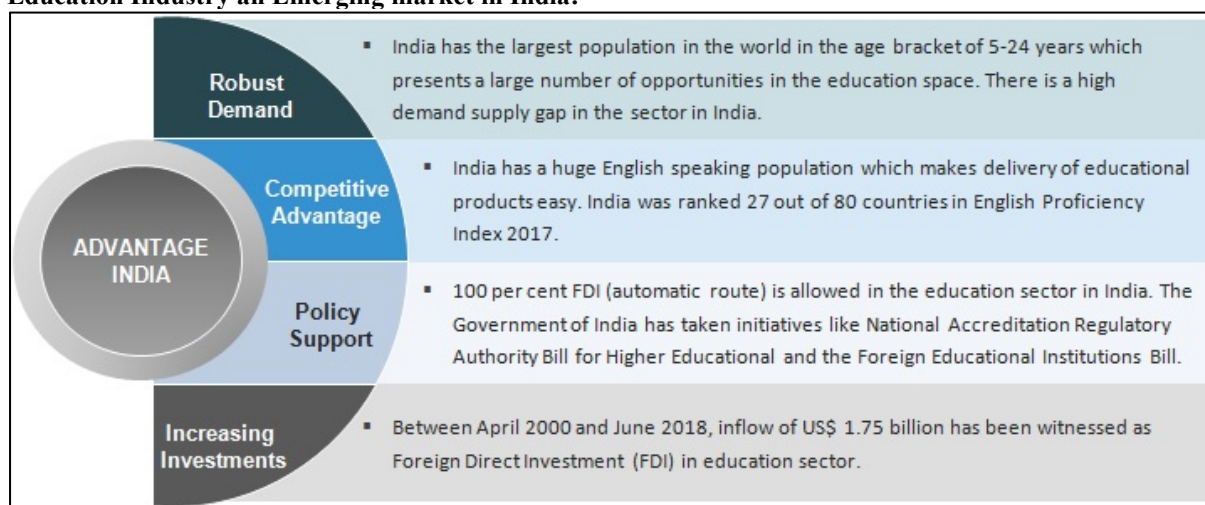 Education Industry an Emerging market in India:
Robust
Demand
▪ India has the largest population in the world in the age bracket of 5-24 years which
presents a large number of opportunities in the education space. There is a high
demand supply gap in the sector in India.
Competitive
Advantage
▪ India has a huge English speaking population which makes delivery of educational
products easy. India was ranked 27 out of 80 countries in English Proficiency
Index 2017.
ADVANTAGE
INDIA
Policy
Support
▪ 100 per cent FDI (automatic route) is allowed in the education sector in India. The
Government of India has taken initiatives like National Accreditation Regulatory
Authority Bill for Higher Educational and the Foreign Educational Institutions Bill.
Increasing
Investments
▪ Between April 2000 and June 2018, inflow of US$ 1.75 billion has been witnessed as
Foreign Direct Investment (FDI) in education sector.